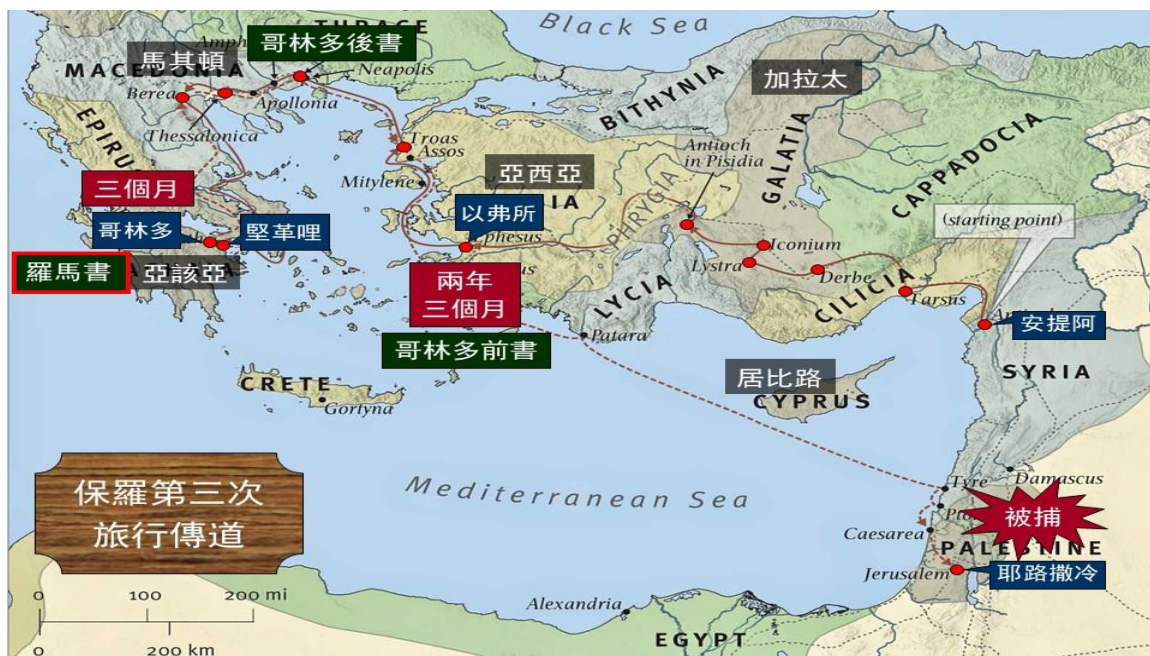 Black Sea
THRACE
哥林多後書
馬其頓
MACEDONIA
Neapolis
加拉太
BITHYNIA
Berea
Apollonia
Thessalonica
EPIRUS
Troas
Assos
Antioch
in Pisidia
GALATIA
CAPPADOCIA
Mitylene
亞西亞
PHRYGIA
三個月
(starting point)
以弗所
哥林多
堅革哩
Iconium
羅馬書
亞該亞
Lystra
Derbe
兩年
三個月
LYCIA
CILICIA
Tarsus
安提阿
Patara
哥林多前書
居比路
SYRIA
CRETE
CYPRUS
Gortyna
保羅第三次
旅行傳道
Mediterranean Sea
Tyre
Damascus
被捕
Caesarea
PALESTINE
Jerusalem
耶路撒冷
0 100 200 mi
Alexandria
EGYPT
0 200 km